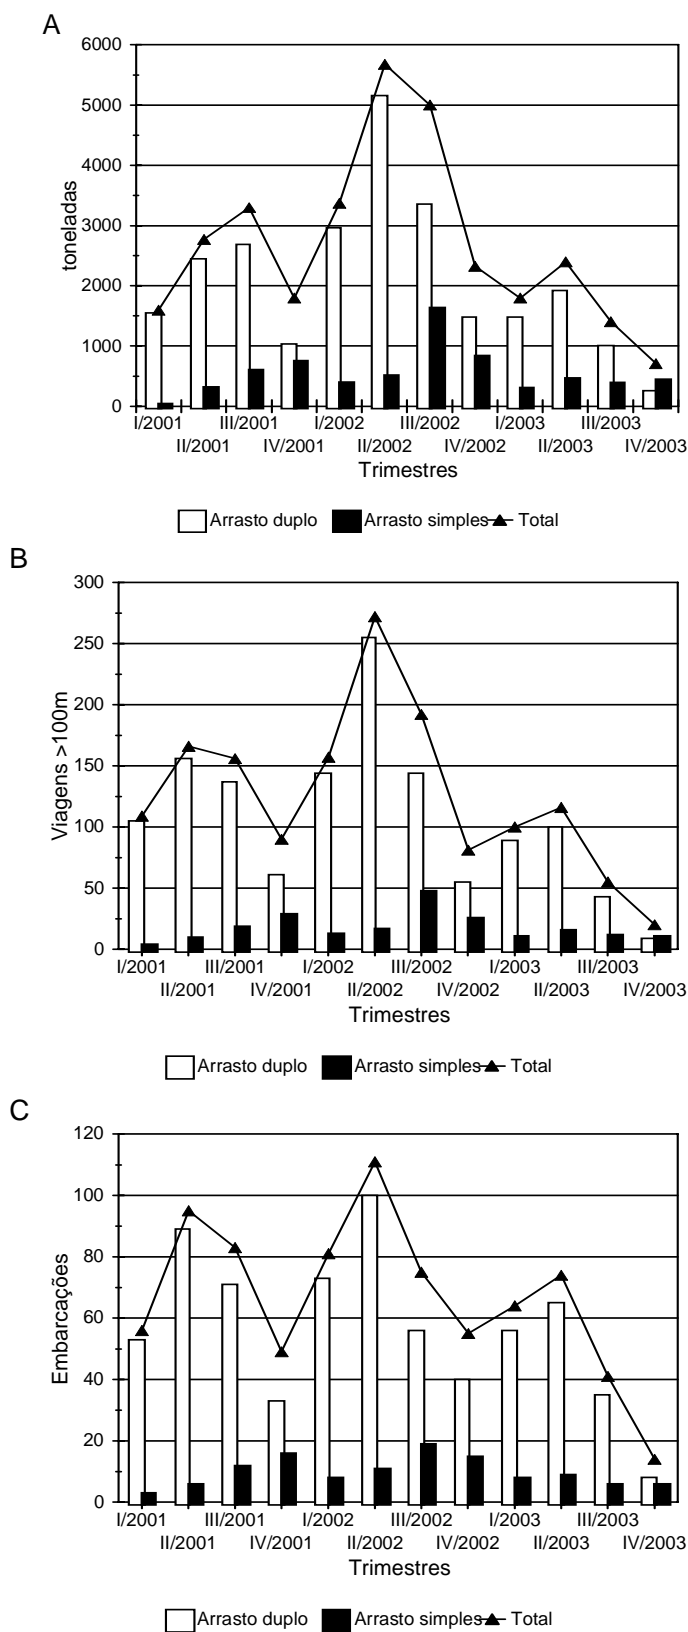 A
6000
5000
4000
3000
2000
1000
0
toneladas
I/2001 III/2001 I/2002 III/2002 I/2003 III/2003
II/2001 IV/2001 II/2002 IV/2002 II/2003 IV/2003
Trimestres
Arrasto duplo Arrasto simples Total
B
300
250
200
150
100
50
0
Viagens >100m
I/2001 III/2001 I/2002 III/2002 I/2003 III/2003
II/2001 IV/2001 II/2002 IV/2002 II/2003 IV/2003
Trimestres
Arrasto duplo Arrasto simples Total
C
120
100
80
60
40
20
0
Embarcações
I/2001 III/2001 I/2002 III/2002 I/2003 III/2003
II/2001 IV/2001 II/2002 IV/2002 II/2003 IV/2003
Trimestres
Arrasto duplo Arrasto simples Total